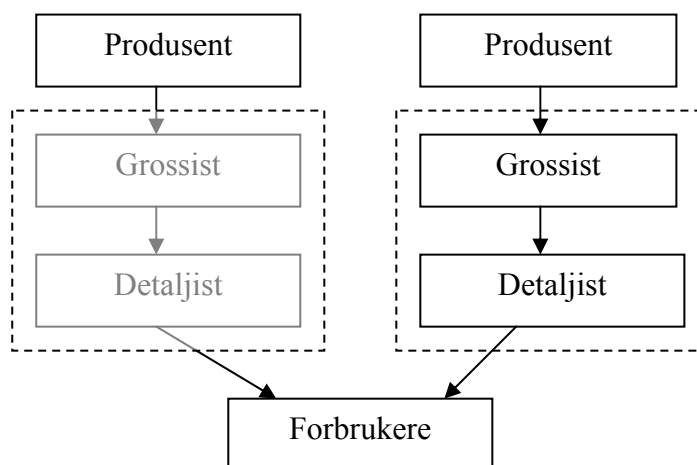 Produsent
Produsent
Grossist
Grossist
Detaljist
Detaljist
Forbrukere